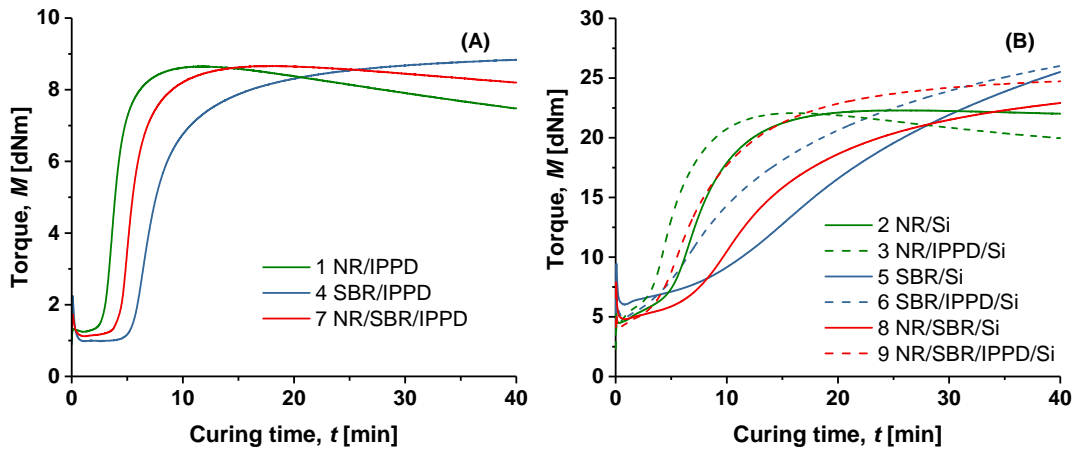 (A)
Torque, M [dNm]
10
8
6
4
2
0
1 NR/IPPD
4 SBR/IPPD
7 NR/SBR/IPPD
0 10 20 30 40
Curing time, t [min]
(B)
Torque, M [dNm]
30
25
20
15
10
5
0
2 NR/Si
3 NR/IPPD/Si
5 SBR/Si
6 SBR/IPPD/Si
8 NR/SBR/Si
9 NR/SBR/IPPD/Si
0 10 20 30 40
Curing time, t [min]